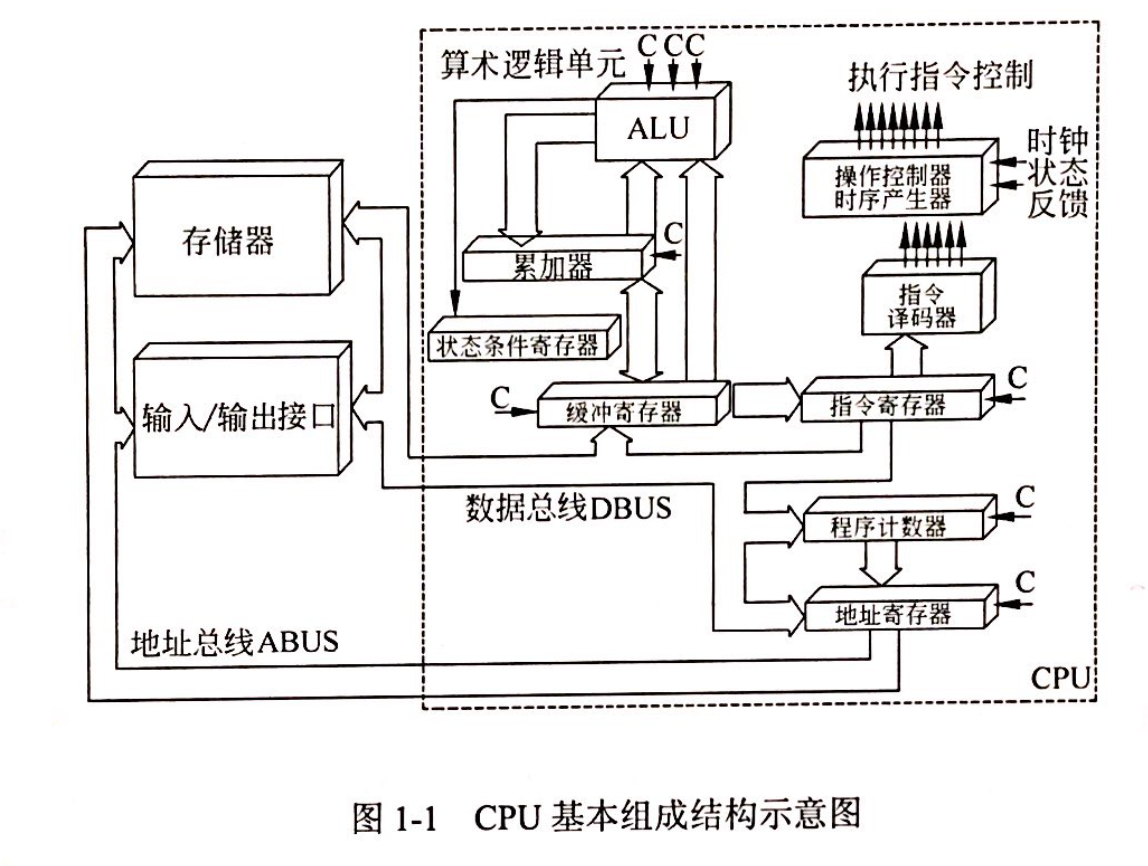 算术逻辑单元
C CC
ALU
执行指令控制
操作控制器
时序产生器
时钟
状态
反馈
存储器
累加器
C
指令
译码器
状态条件寄存器
输入/输出接口
C
缓冲寄存器
指令寄存器
C
数据总线DBUS
程序计数器
C
地址寄存器
C
地址总线ABUS
CPU
图 1-1 CPU 基本组成结构示意图